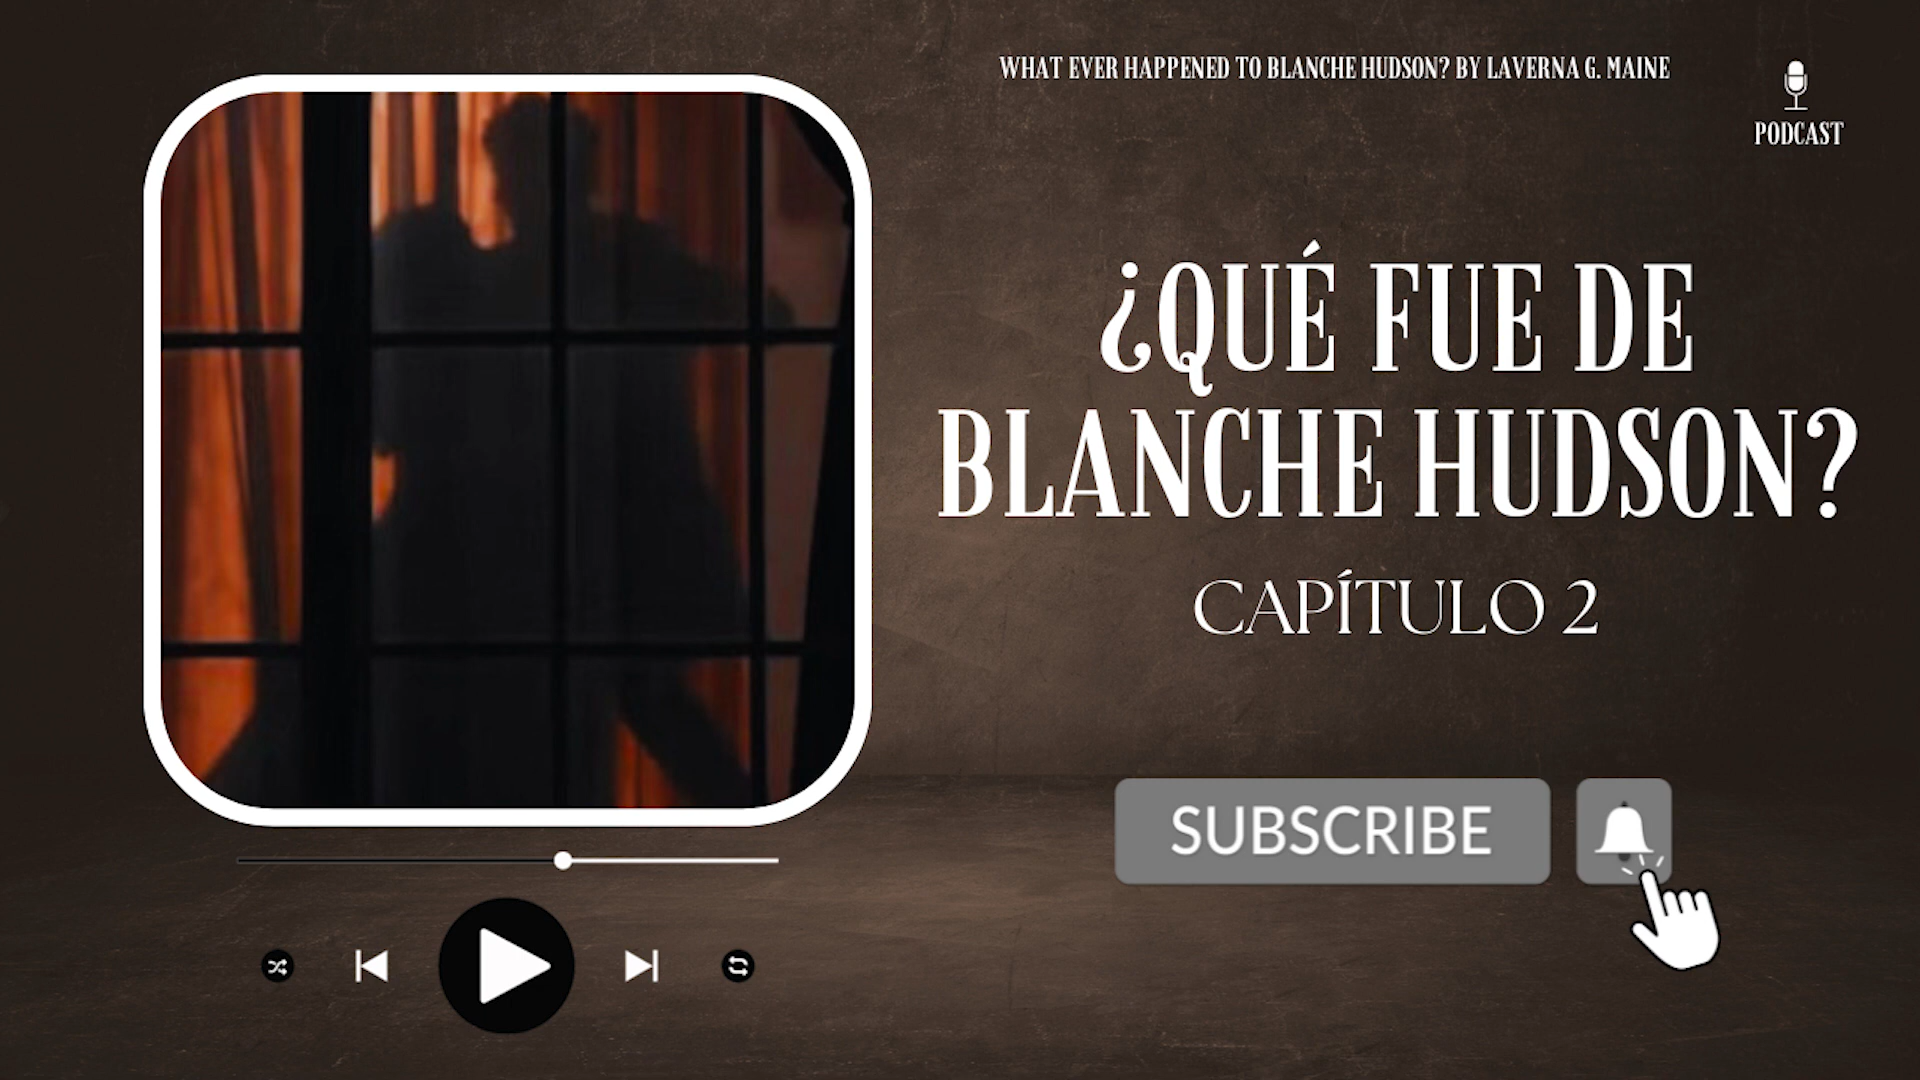 WHAT EVER HAPPENED TO BLANCHE HUDSON? BY LAVERNA G. MAINE
PODCAST
¿QUÉ FUE DE
BLANCHE HUDSON?
CAPÍTULO 2
SUBSCRIBE